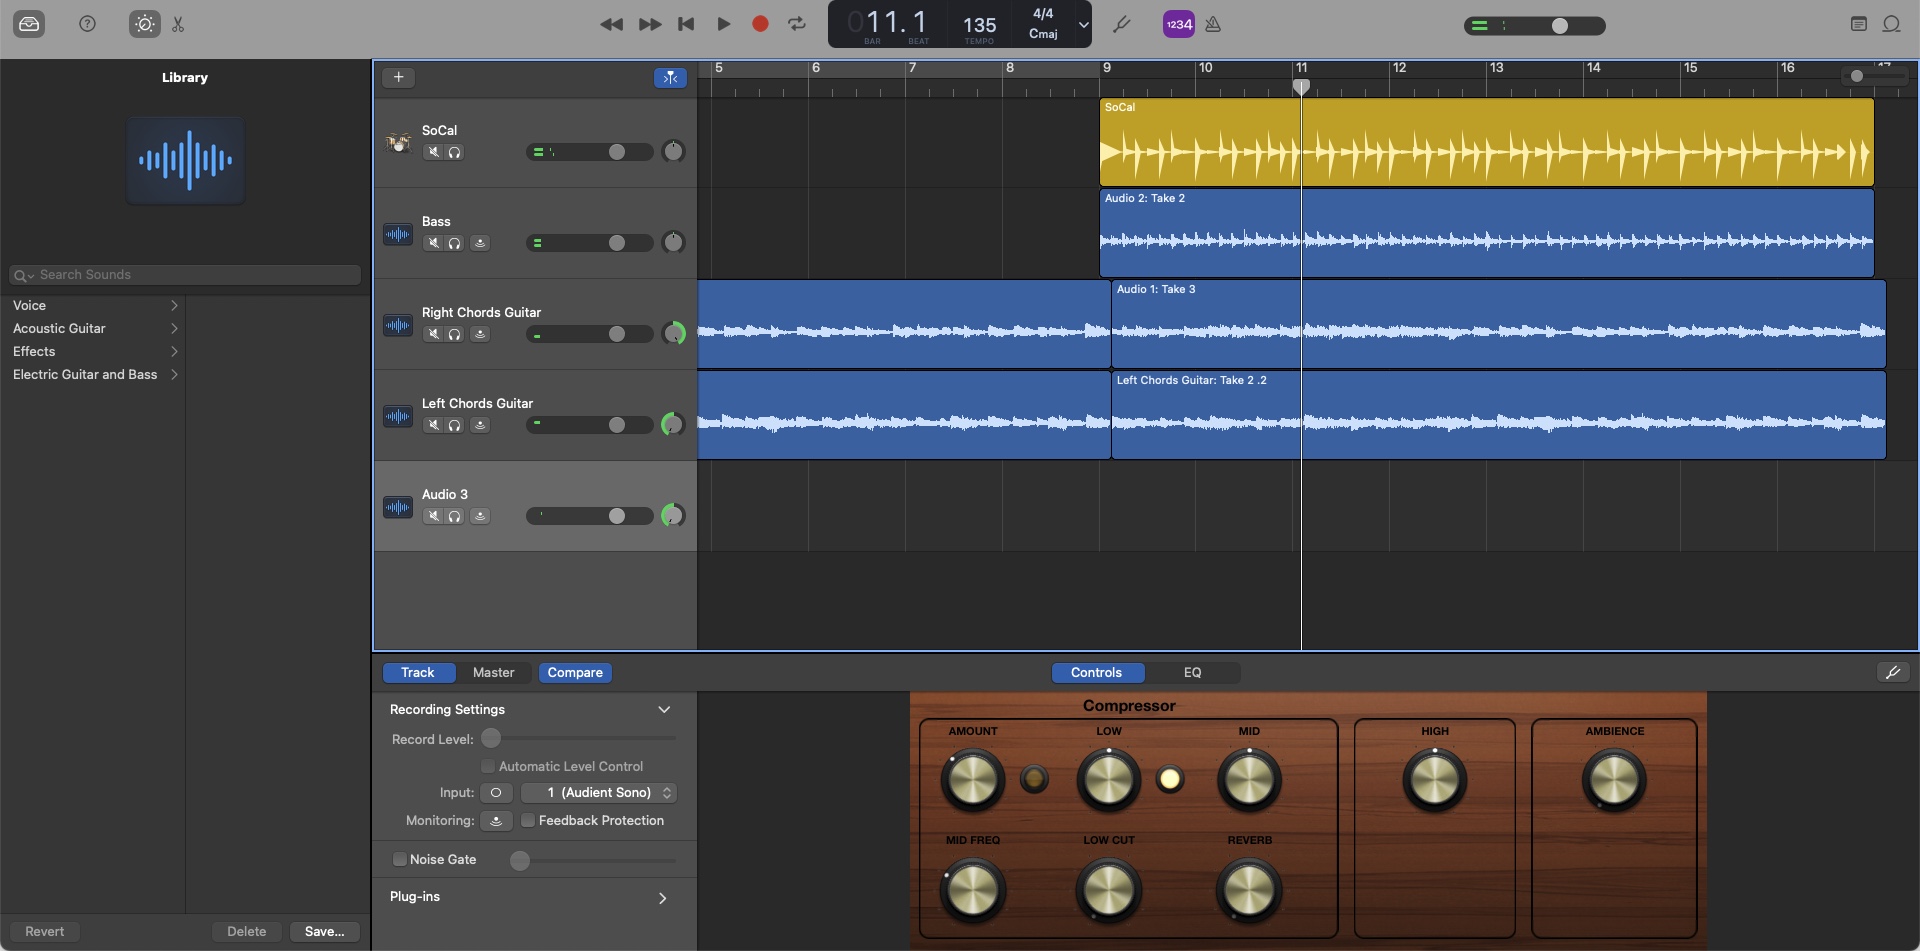 011.1
BAR
BEAT
135
TEMPO
4/4
Cmaj
1234
Library
Search Sounds
Voice
Acoustic Guitar
Effects
Electric Guitar and Bass
Revert
Delete
Save...
5 6 7 8 9 10 11 12 13 14 15 16 17
SoCal
Bass
Right Chords Guitar
Left Chords Guitar
Audio 3
SoCal
Audio 2: Take 2
Audio 1: Take 3
Left Chords Guitar: Take 2 .2
Track
Master
Compare
Controls
EQ
Recording Settings
Record Level:
Automatic Level Control
Input: 1 (Audient Sono)
Monitoring: Feedback Protection
Noise Gate
Plug-ins
Compressor
AMOUNT
LOW
MID
HIGH
AMBIENCE
MID FREQ
LOW CUT
REVERB